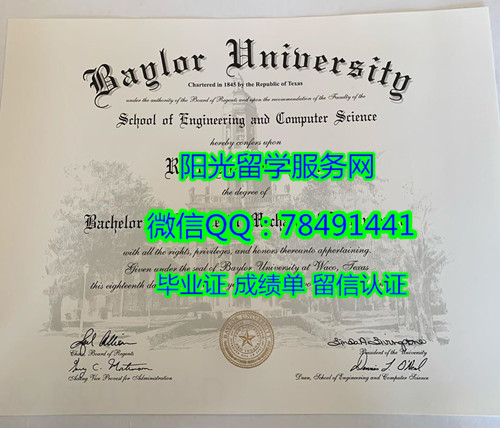 Baylor University
Chartered in 1845 by the Republic of Texas
under the authority of the Board of Regents and upon the recommendation of the Faculty of the
School of Engineering and Computer Science
hereby confers upon
R
阳光留学服务网
the degree of
Bachelor
微信QQ：78491441
with all the rights, privileges, and honors thereunto appertaining.
Given under the seal of Baylor University at Waco, Texas
this eighteenth
毕业证 成绩单 留信认证
Chair, Board of Regents
President of the University
Acting Vice Provost for Administration
Dean, School of Engineering and Computer Science